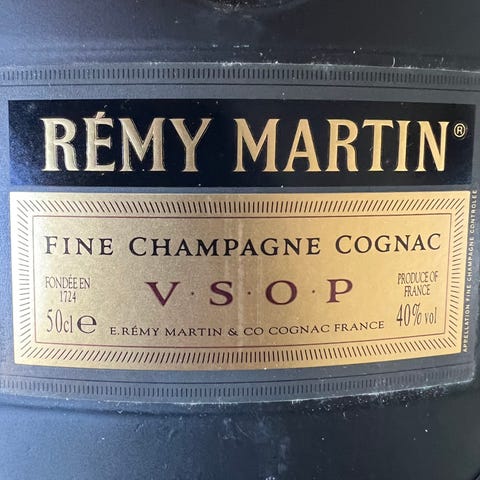 RÉMY MARTIN®
FINE CHAMPAGNE COGNAC
FONDÉE EN
1724
V·S·O·P
PRODUCE OF
FRANCE
50cl e
E.RÉMY MARTIN & CO COGNAC FRANCE
40% vol
APPELLATION FINE CHAMPAGNE CONTROLÉE